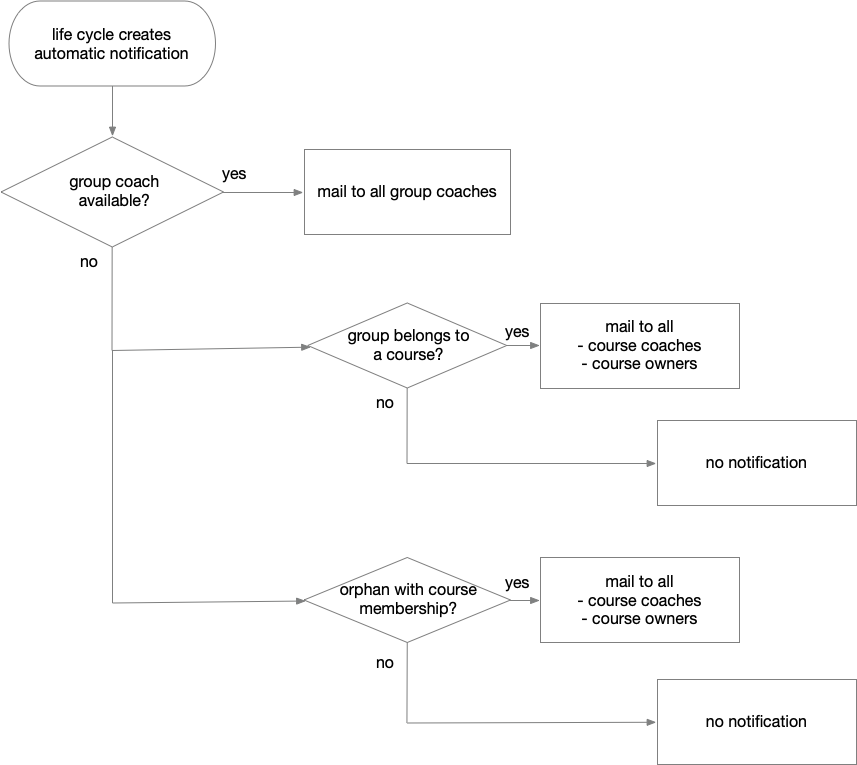 life cycle creates
automatic notification
group coach
available?
yes
mail to all group coaches
no
group belongs to
a course?
yes
mail to all
- course coaches
- course owners
no
no notification
orphan with course
membership?
yes
mail to all
- course coaches
- course owners
no
no notification